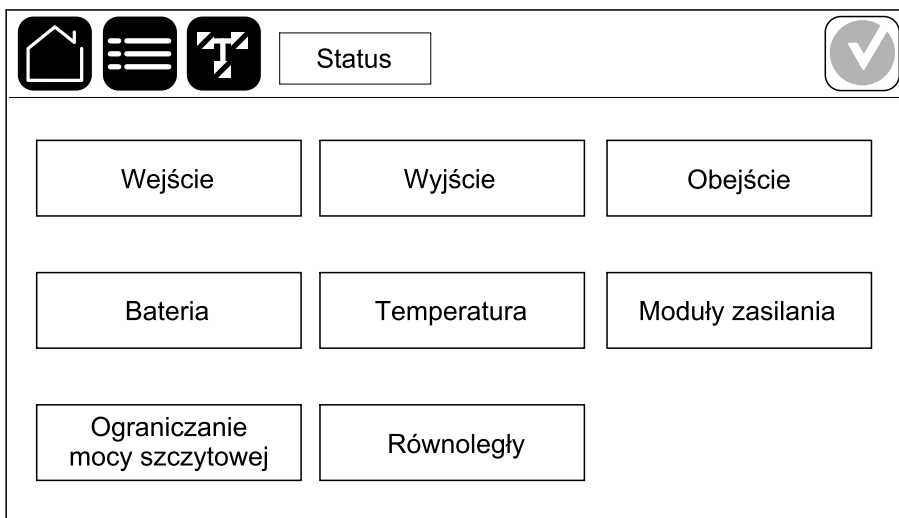 Status
Wejście
Wyjście
Obejście
Bateria
Temperatura
Moduły zasilania
Ograniczanie
mocy szczytowej
Równoległy